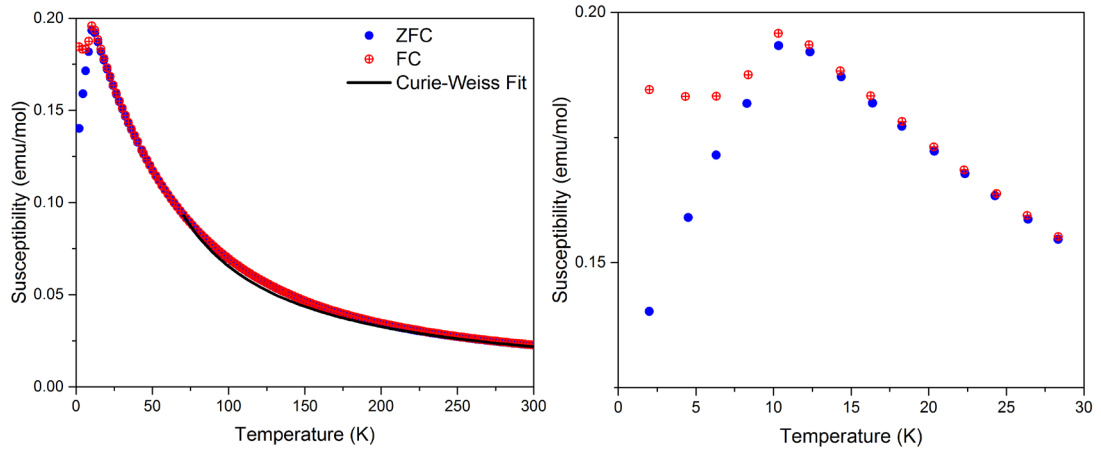 0.20
0.15
0.10
0.05
0.00
Susceptibility (emu/mol)
ZFC
FC
Curie-Weiss Fit
0 50 100 150 200 250 300
Temperature (K)
0.20
0.15
Susceptibility (emu/mol)
0 5 10 15 20 25 30
Temperature (K)